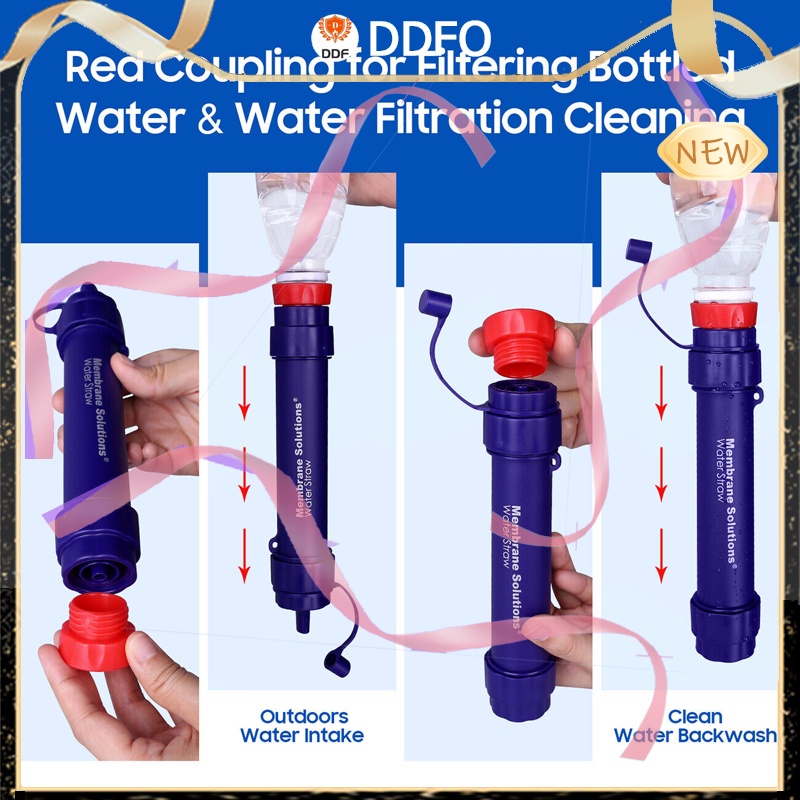 DDF
DDFO
Red Coupling for Filtering Bottled
Water & Water Filtration Cleaning
NEW
Membrane Solutions®
Water Straw
Membrane Solutions®
Water Straw
Membrane Solutions
Water Straw
Membrane Solutions®
Water Straw
Outdoors
Water Intake
Clean
Water Backwash